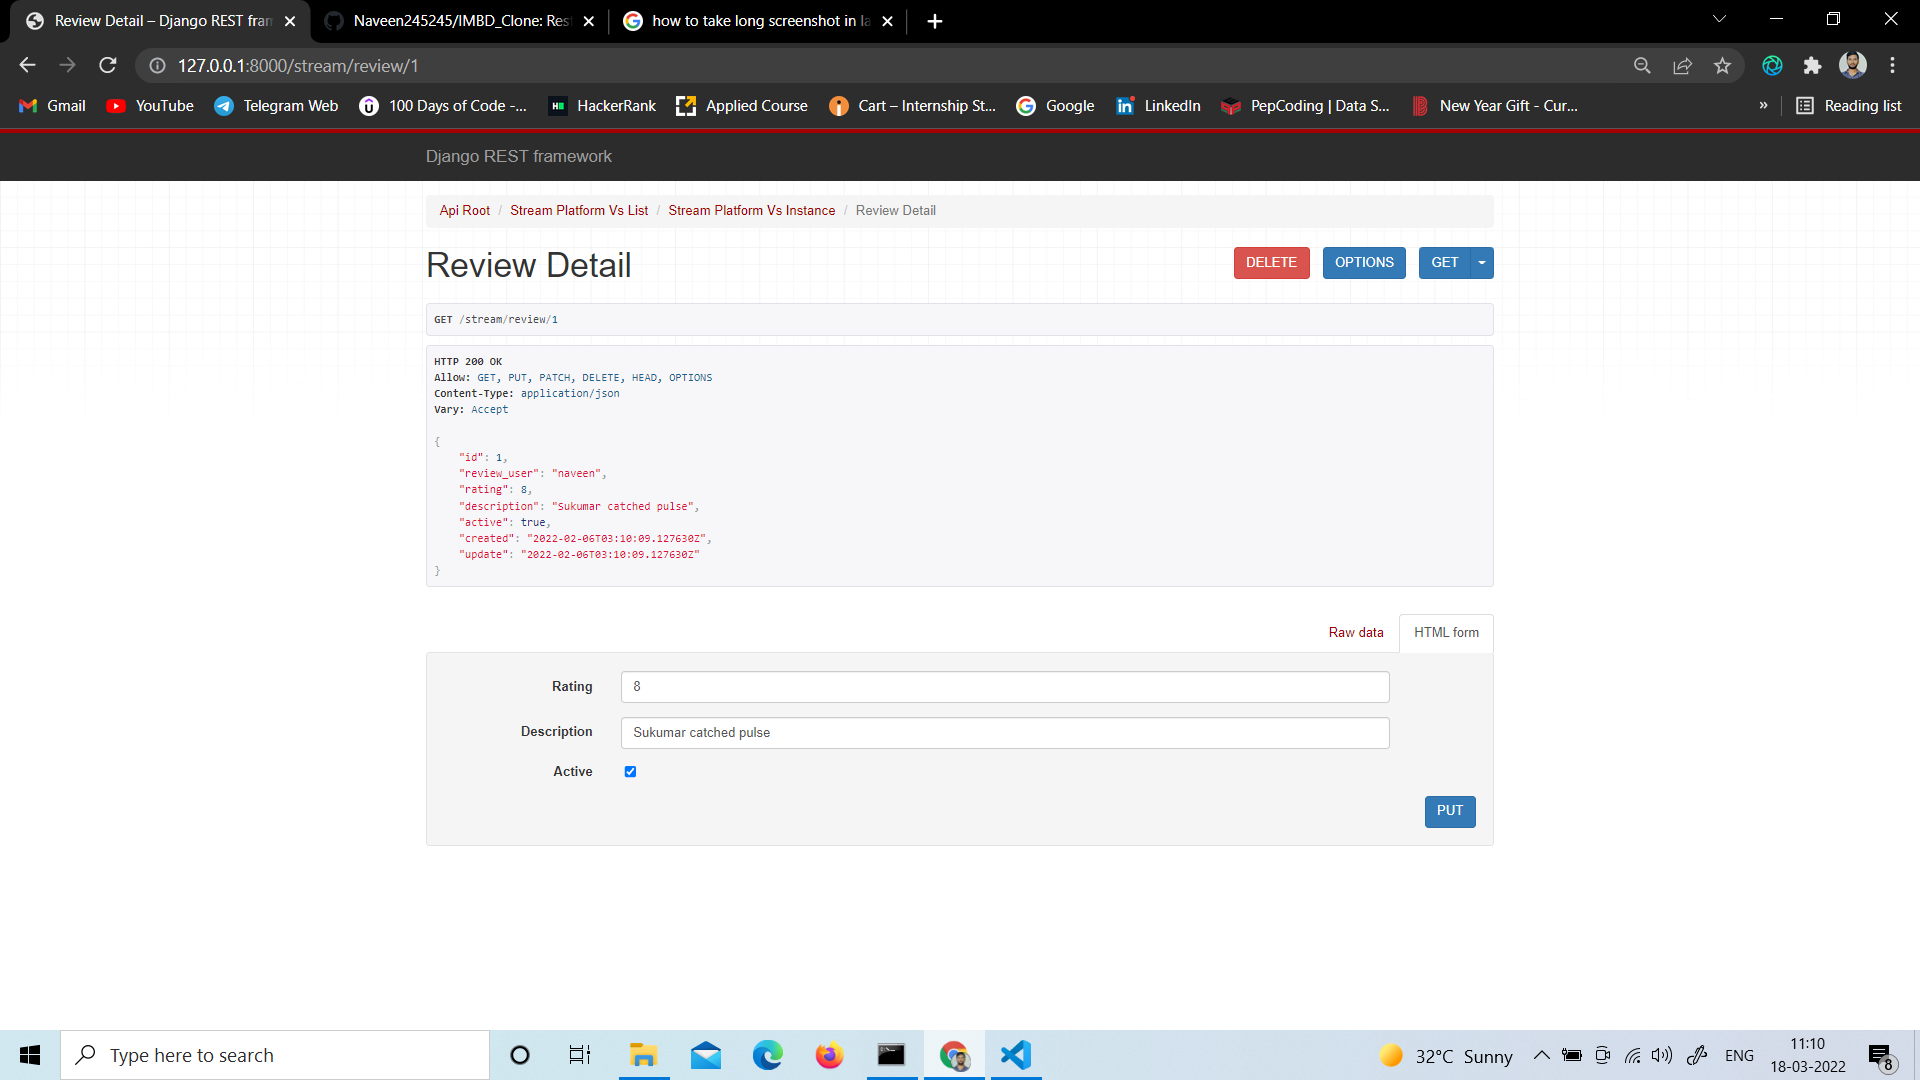 Review Detail – Django REST fram
Naveen245245/IMBD_Clone: Rest
how to take long screenshot in la
127.0.0.1:8000/stream/review/1
Gmail
YouTube
Telegram Web
100 Days of Code -...
HackerRank
Applied Course
Cart – Internship St...
Google
LinkedIn
PepCoding | Data S...
New Year Gift - Cur...
»
Reading list
Django REST framework
Api Root / Stream Platform Vs List / Stream Platform Vs Instance / Review Detail
Review Detail
DELETE
OPTIONS
GET
GET /stream/review/1
HTTP 200 OK
Allow: GET, PUT, PATCH, DELETE, HEAD, OPTIONS
Content-Type: application/json
Vary: Accept
{
"id": 1,
"review_user": "naveen",
"rating": 8,
"description": "Sukumar catched pulse",
"active": true,
"created": "2022-02-06T03:10:09.127630Z",
"update": "2022-02-06T03:10:09.127630Z"
}
Raw data
HTML form
Rating
8
Description
Sukumar catched pulse
Active
PUT
Type here to search
32°C Sunny
ENG
11:10
18-03-2022
8